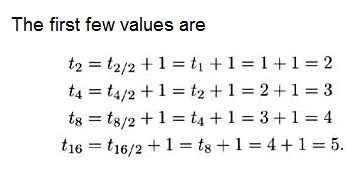 The first few values are
t₂ = t₂/₂ + 1 = t₁ + 1 = 1 + 1 = 2
t₄ = t₄/₂ + 1 = t₂ + 1 = 2 + 1 = 3
t₈ = t₈/₂ + 1 = t₄ + 1 = 3 + 1 = 4
t₁₆ = t₁₆/₂ + 1 = t₈ + 1 = 4 + 1 = 5.